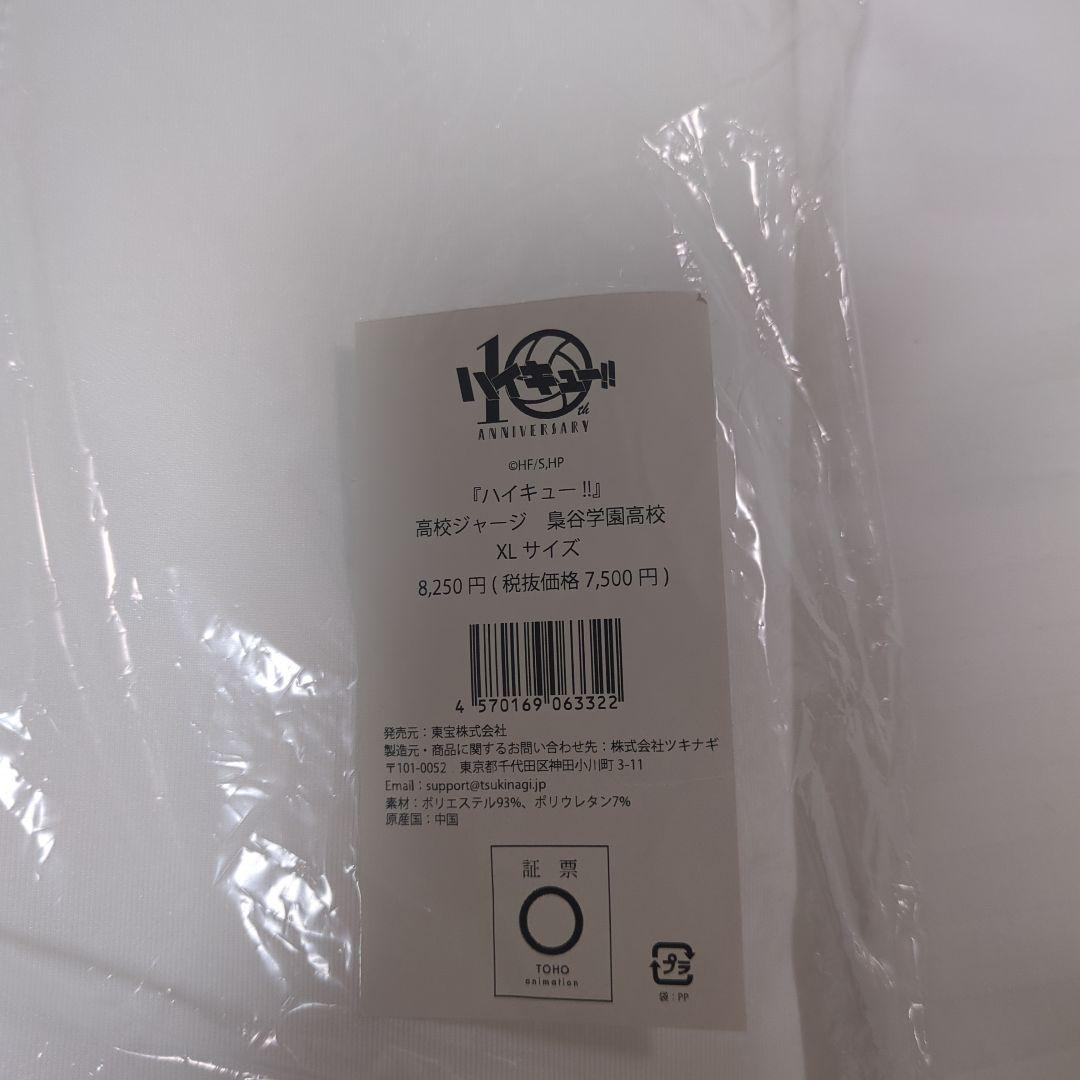 10th
ハイキュー!!
ANNIVERSARY
©HF/S,HP
『ハイキュー!!』
高校ジャージ　梟谷学園高校
XL サイズ
8,250 円 ( 税抜価格 7,500 円 )
4 570169 063322
発売元：東宝株式会社
製造元・商品に関するお問い合わせ先：株式会社ツキナギ
〒101-0052　東京都千代田区神田小川町 3-11
Email：support@tsukinagi.jp
素材：ポリエステル93%、ポリウレタン7%
原産国：中国
証 票
TOHO
animation
プラ
袋：PP